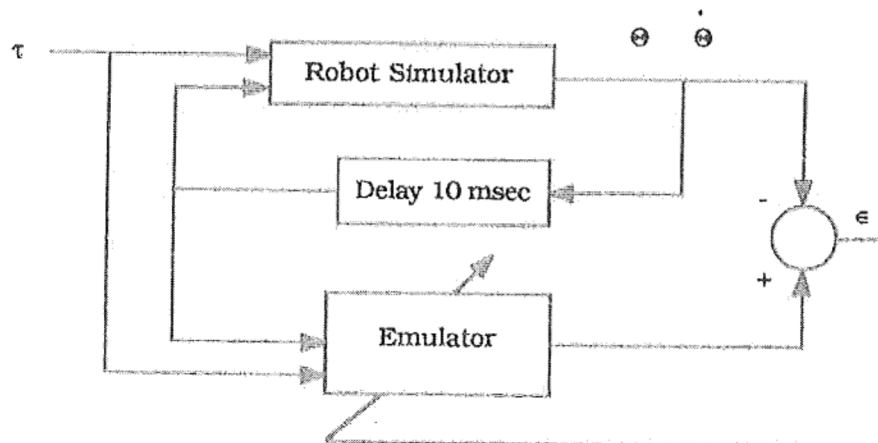 τ
Θ Θ̇
Robot Simulator
Delay 10 msec
-
ϵ
+
Emulator